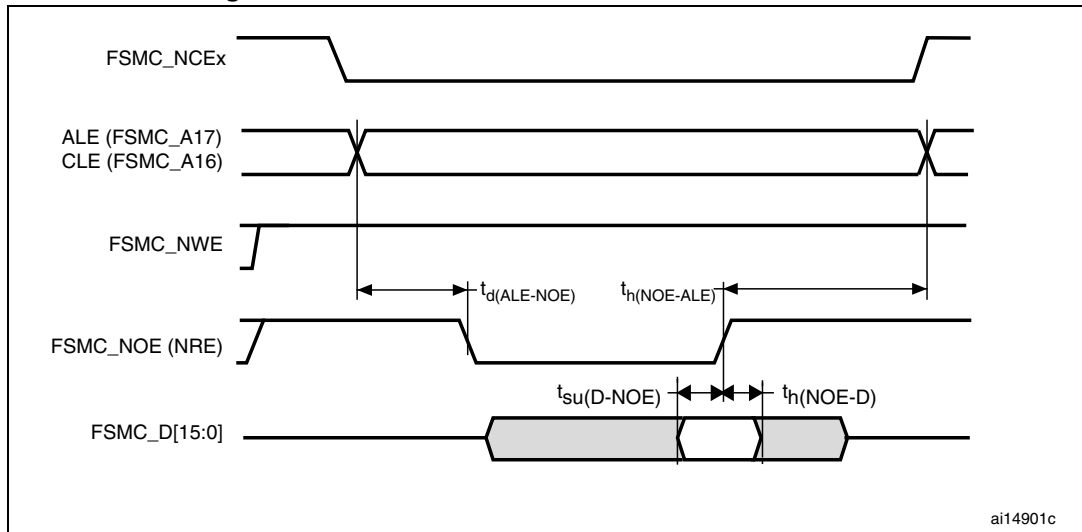 FSMC_NCEx
ALE (FSMC_A17)
CLE (FSMC_A16)
FSMC_NWE
td(ALE-NOE)
th(NOE-ALE)
FSMC_NOE (NRE)
tsu(D-NOE)
th(NOE-D)
FSMC_D[15:0]
ai14901c